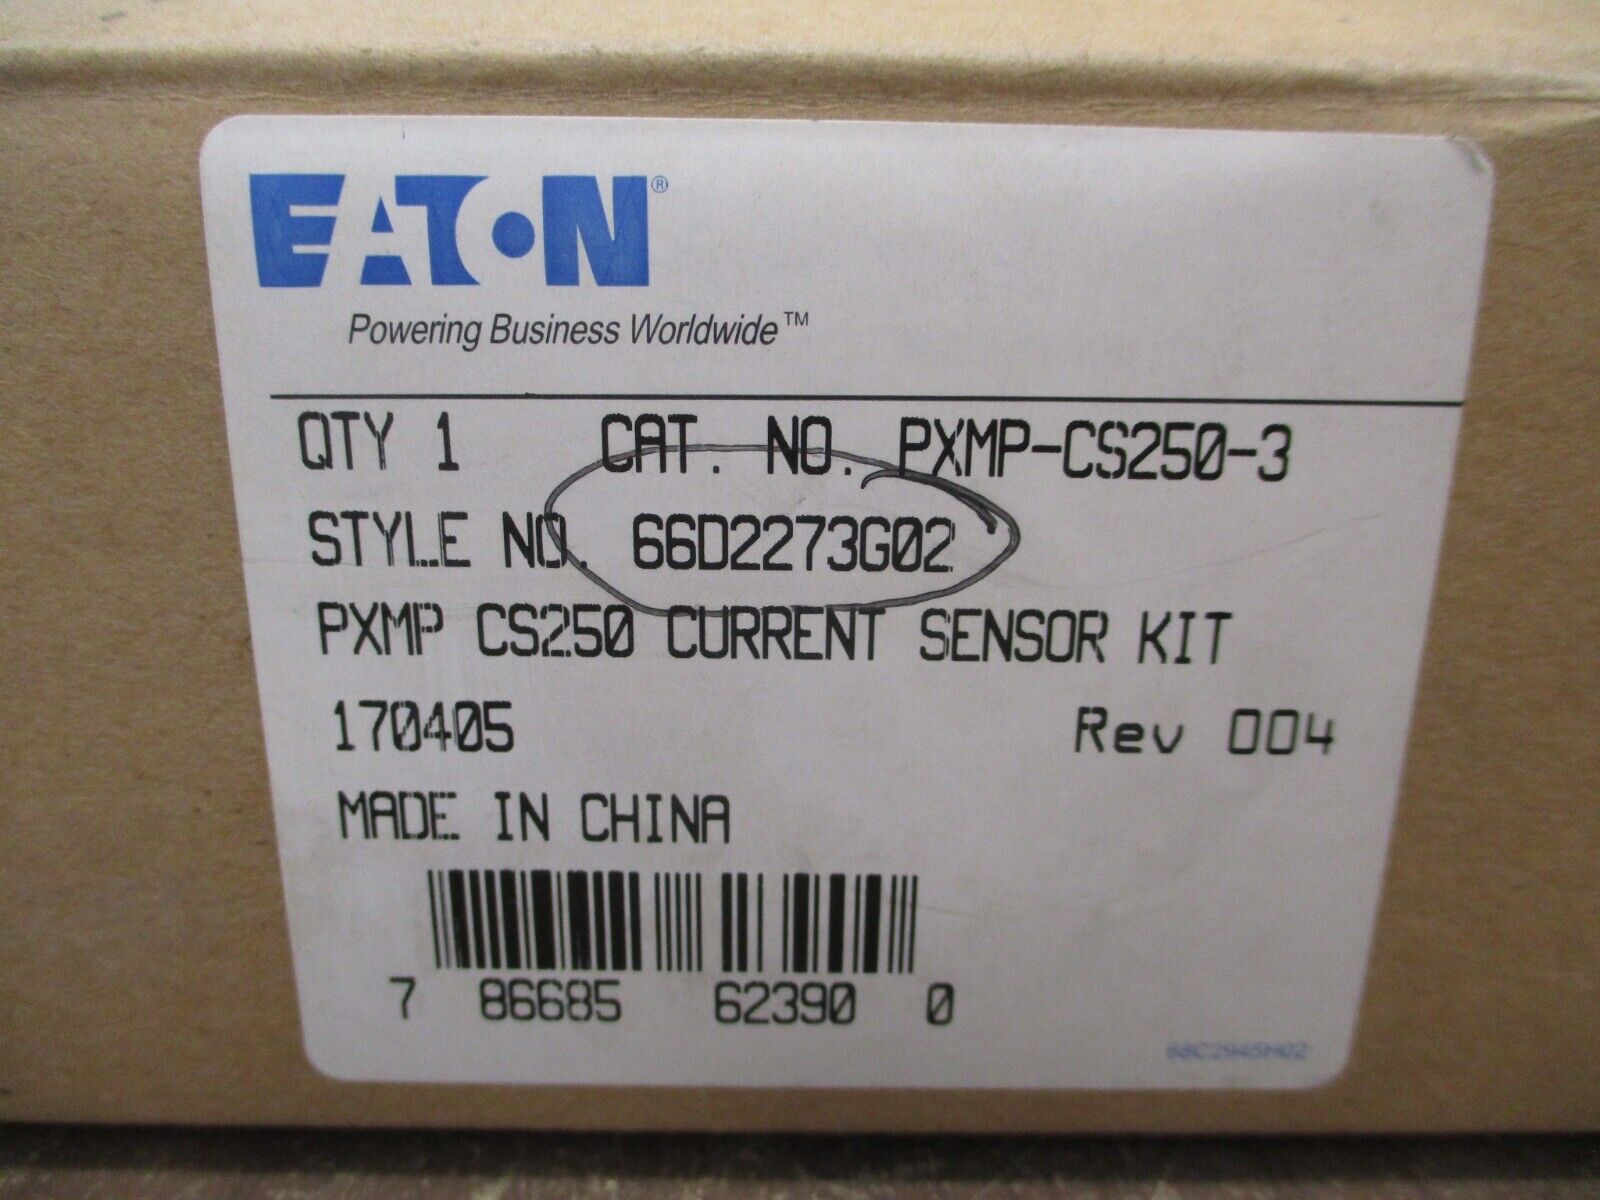 EATON®
Powering Business Worldwide™
QTY 1 CAT. NO. PXMP-CS250-3
STYLE NO. 66D2273G02
PXMP CS250 CURRENT SENSOR KIT
170405 Rev 004
MADE IN CHINA
7 86685 62390 0
68C2945H02